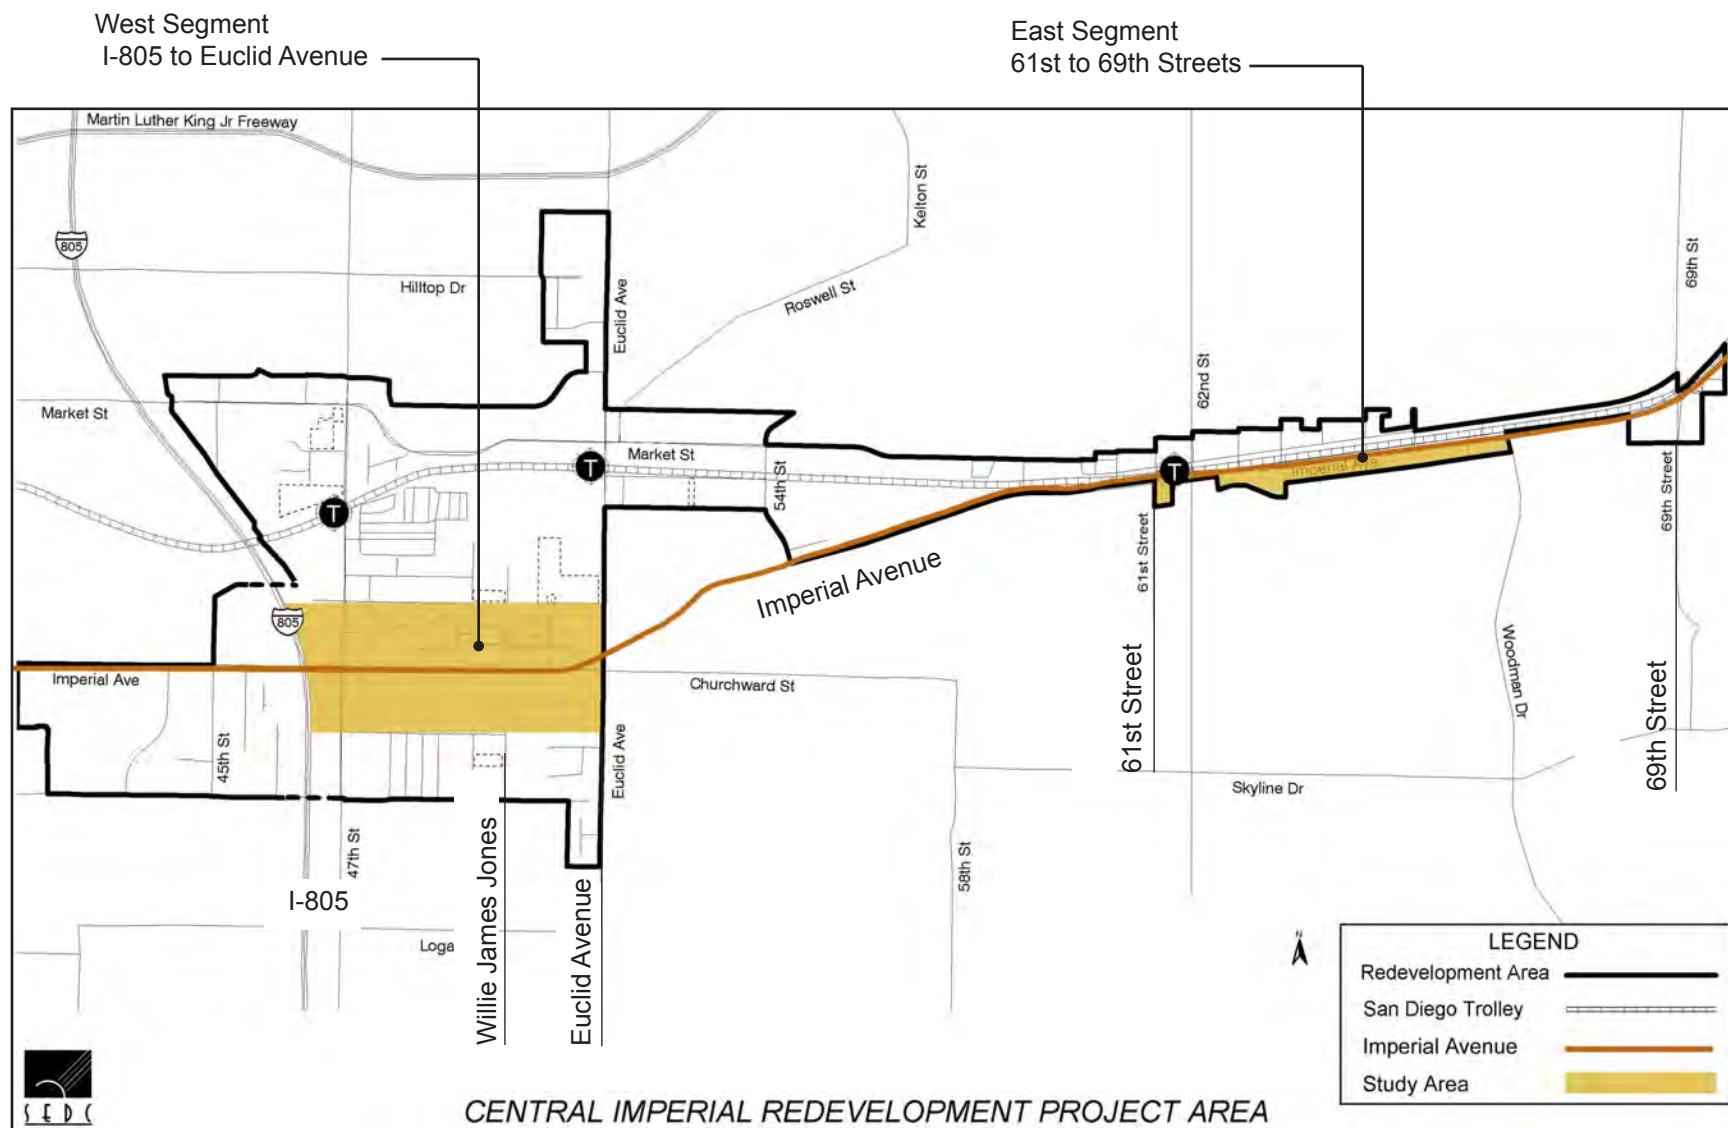 West Segment
I-805 to Euclid Avenue
East Segment
61st to 69th Streets
Martin Luther King Jr Freeway
805
Kelton St
Hilltop Dr
Euclid Ave
Roswell St
69th St
62nd St
Market St
Market St
T
T
T
T
54th St
Imperial Ave
61st Street
69th Street
Imperial Avenue
805
Imperial Ave
Churchward St
Woodman Dr
61st Street
69th Street
45th St
Euclid Ave
Skyline Dr
47th St
58th St
I-805
Willie James Jones
Euclid Avenue
Loga
N
LEGEND
Redevelopment Area
San Diego Trolley
Imperial Avenue
Study Area
SEDC
CENTRAL IMPERIAL REDEVELOPMENT PROJECT AREA